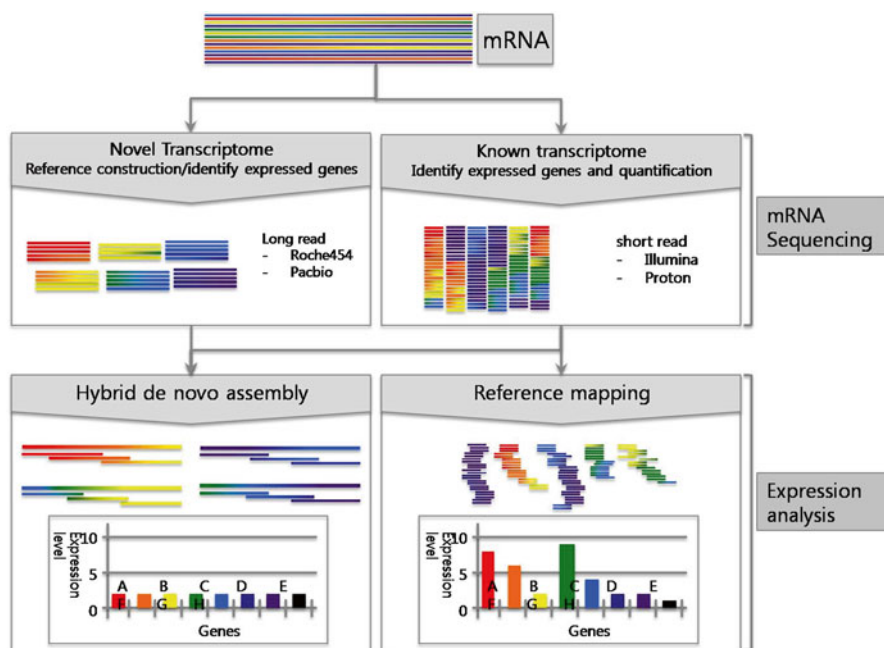 mRNA
Novel Transcriptome
Reference construction/identify expressed genes
Long read
- Roche454
- Pacbio
Known transcriptome
Identify expressed genes and quantification
short read
- Illumina
- Proton
mRNA
Sequencing
Hybrid de novo assembly
Expression
level
10
5
0
A B C D E
F G H
Genes
Reference mapping
Expression
level
10
5
0
A B C D E
F G H
Genes
Expression
analysis